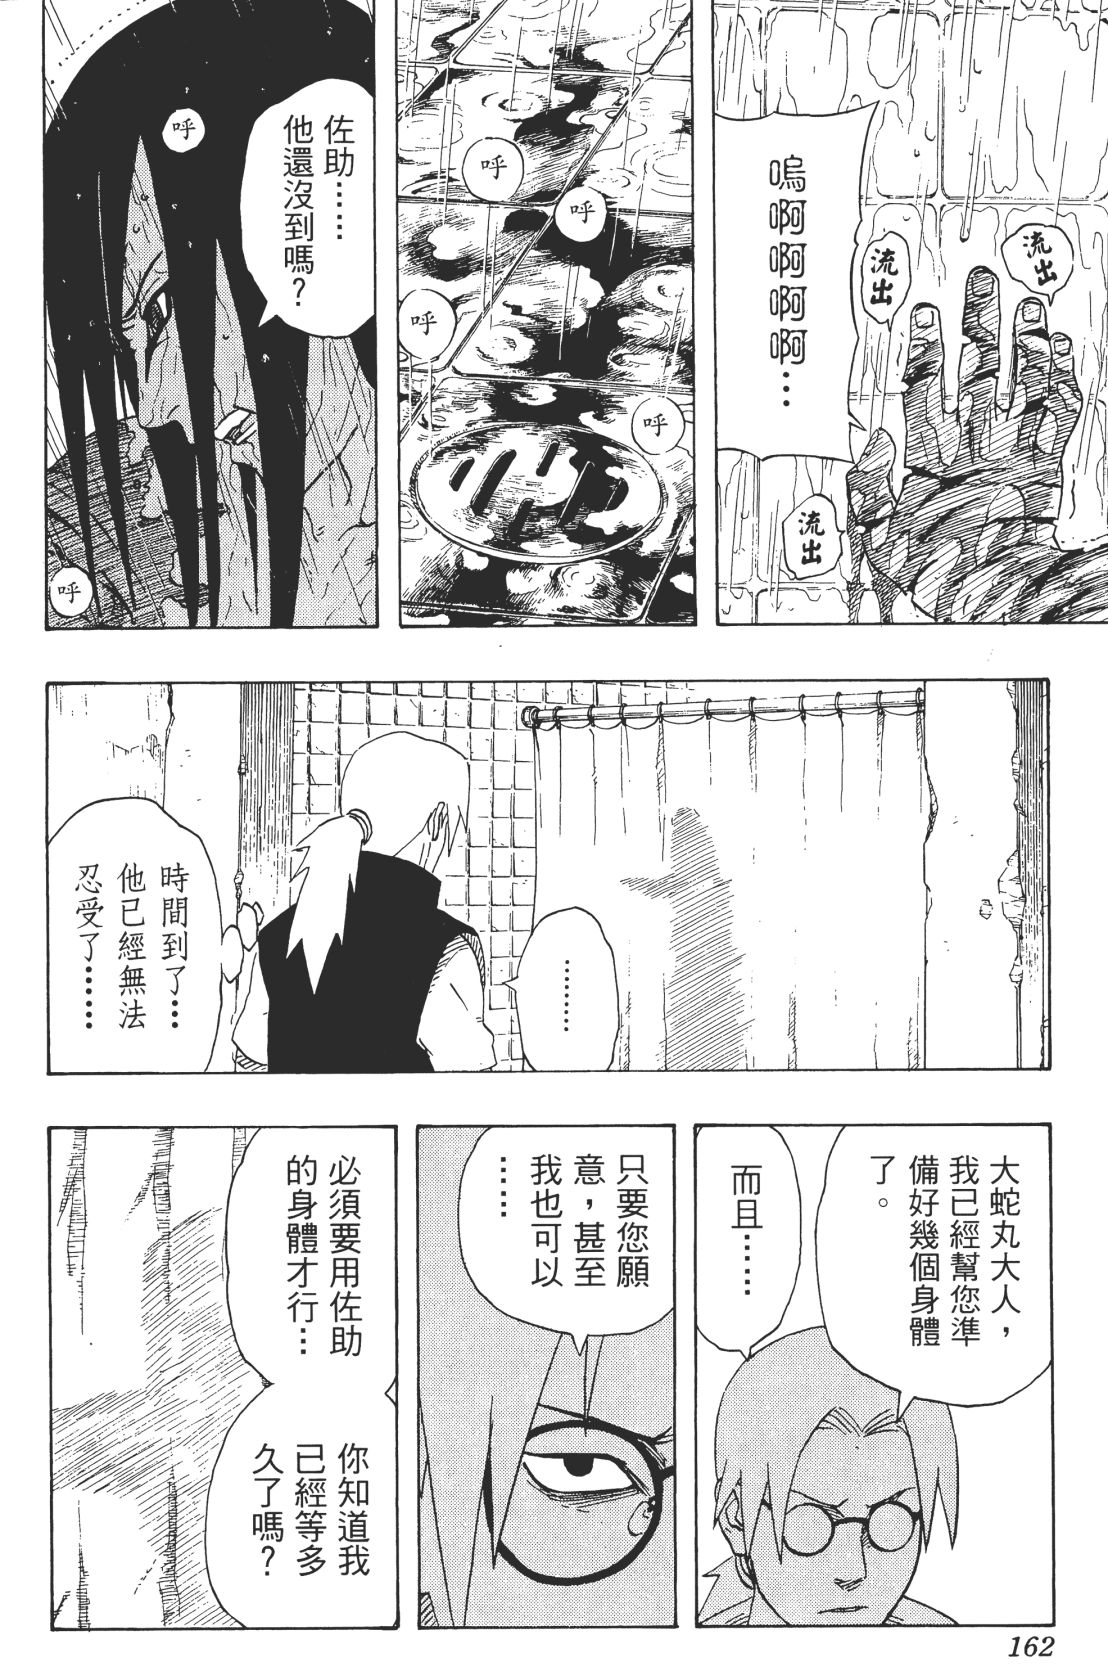 流出
流出
嗚啊啊啊啊…
流出
呼
呼
呼
呼
呼
佐助……
他還沒到嗎？
呼
………
時間到了…
他已經無法
忍受了……
大蛇丸大人，
我已經幫您準
備好幾個身體
了。
而且……
只要您願
意，甚至
我也可以
……
必須要用佐助
的身體才行…
你知道我
已經等多
久了嗎？
162